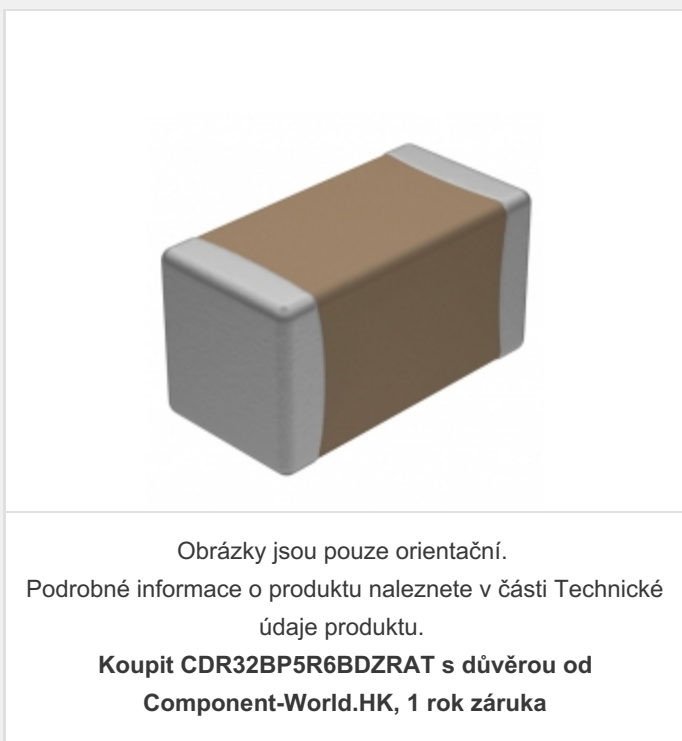 Obrázky jsou pouze orientační.
Podrobné informace o produktu naleznete v části Technické
údaje produktu.
Koupit CDR32BP5R6BDZRAT s důvěrou od
Component-World.HK, 1 rok záruka